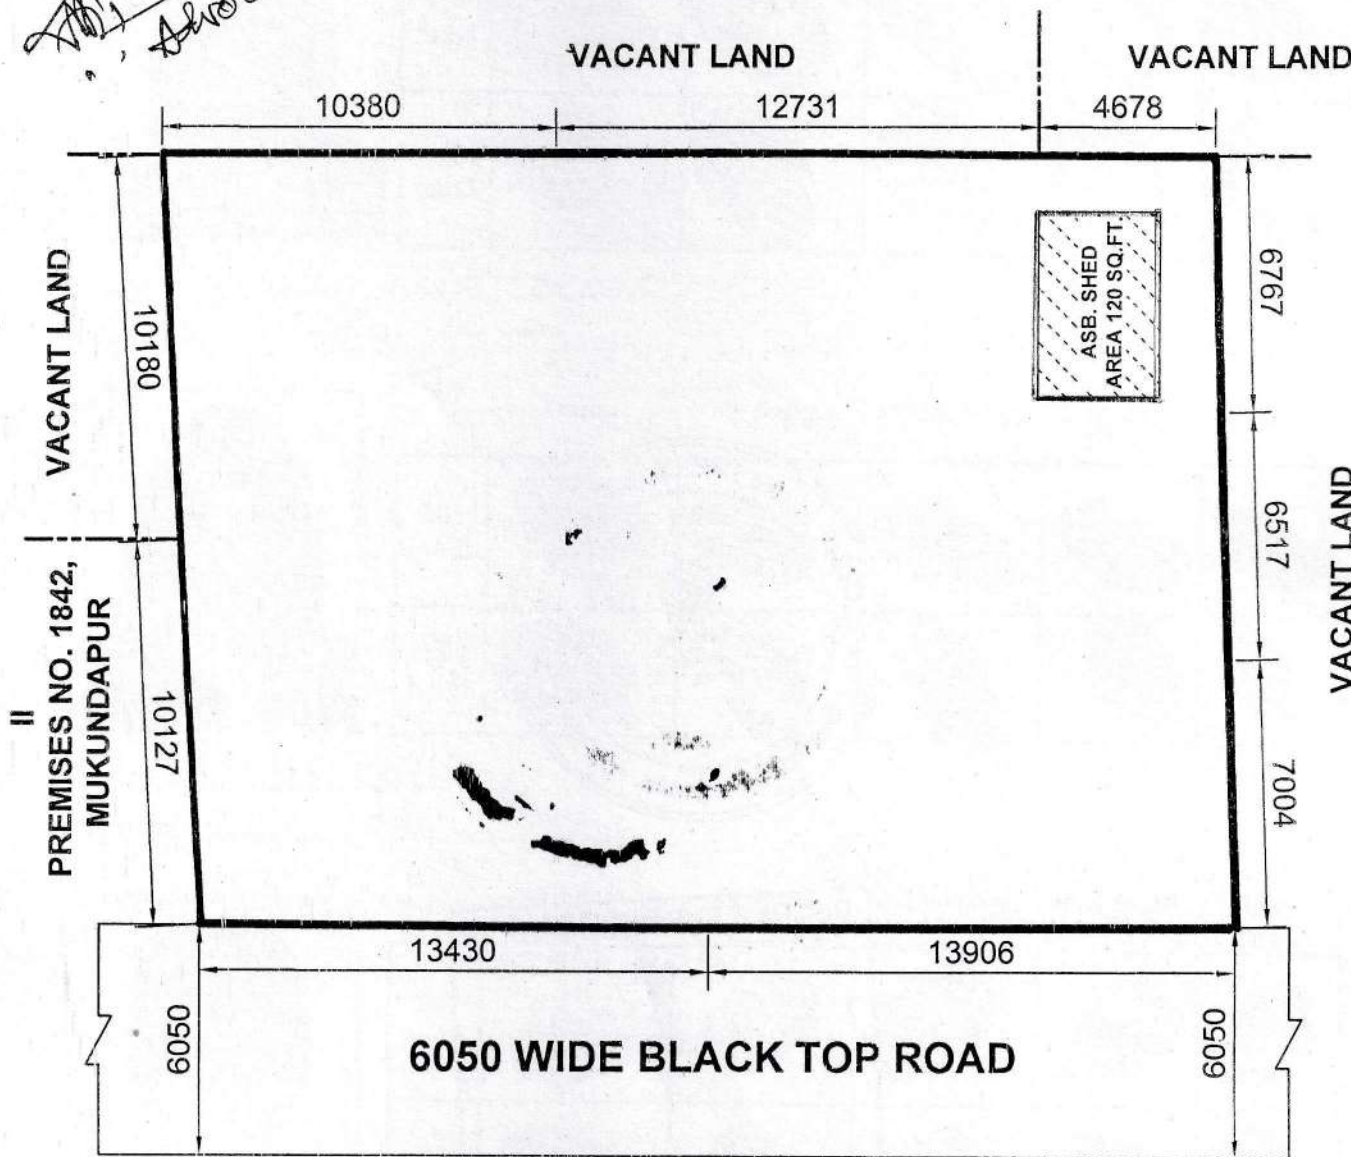 VACANT LAND
VACANT LAND
10380
12731
4678
VACANT LAND
10180
ASB. SHED
AREA 120 SQ.FT.
6767
6517
VACANT LAND
II
PREMISES NO. 1842,
MUKUNDAPUR
10127
7004
13430
13906
6050
6050 WIDE BLACK TOP ROAD
6050